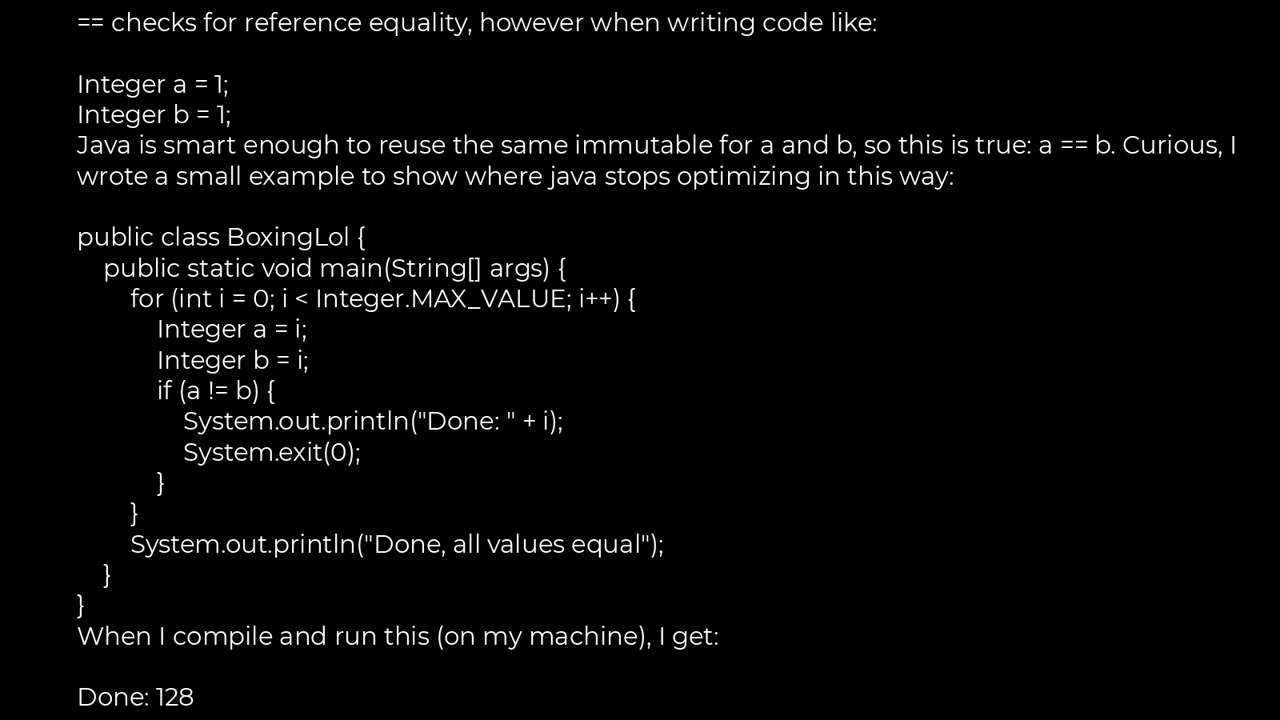 == checks for reference equality, however when writing code like:
Integer a = 1;
Integer b = 1;
Java is smart enough to reuse the same immutable for a and b, so this is true: a == b. Curious, I
wrote a small example to show where java stops optimizing in this way:
public class BoxingLol {
    public static void main(String[] args) {
        for (int i = 0; i < Integer.MAX_VALUE; i++) {
            Integer a = i;
            Integer b = i;
            if (a != b) {
                System.out.println("Done: " + i);
                System.exit(0);
            }
        }
        System.out.println("Done, all values equal");
    }
}
When I compile and run this (on my machine), I get:
Done: 128